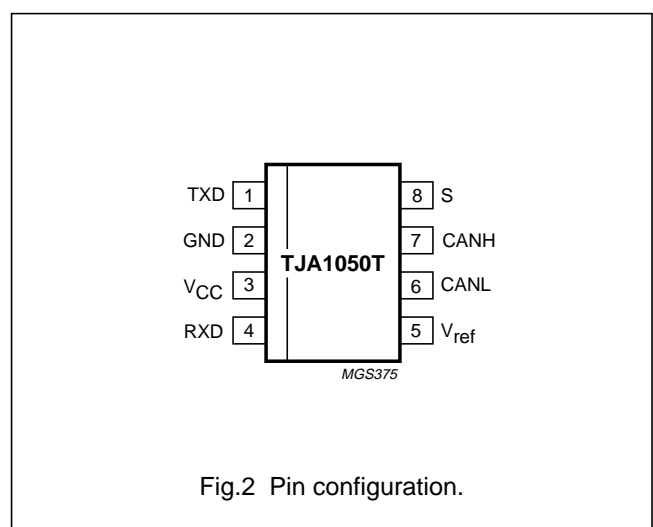 TXD 1 8 S
GND 2 7 CANH
TJA1050T
VCC 3 6 CANL
RXD 4 5 Vref
MGS375
Fig.2 Pin configuration.